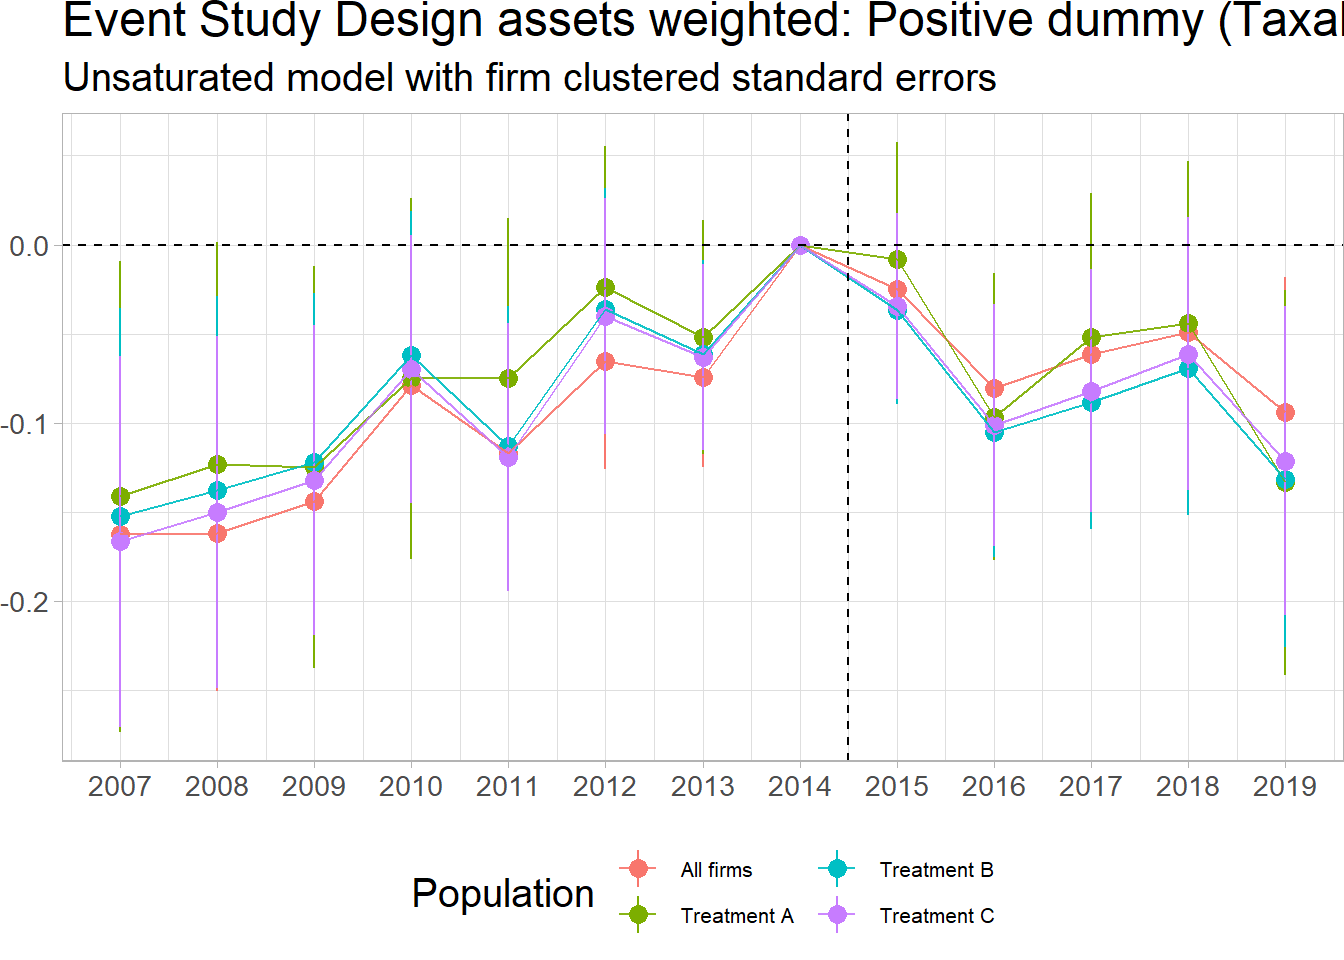 Event Study Design assets weighted: Positive dummy (Taxal
Unsaturated model with firm clustered standard errors
0.0
-0.1
-0.2
2007 2008 2009 2010 2011 2012 2013 2014 2015 2016 2017 2018 2019
Population
All firms
Treatment A
Treatment B
Treatment C